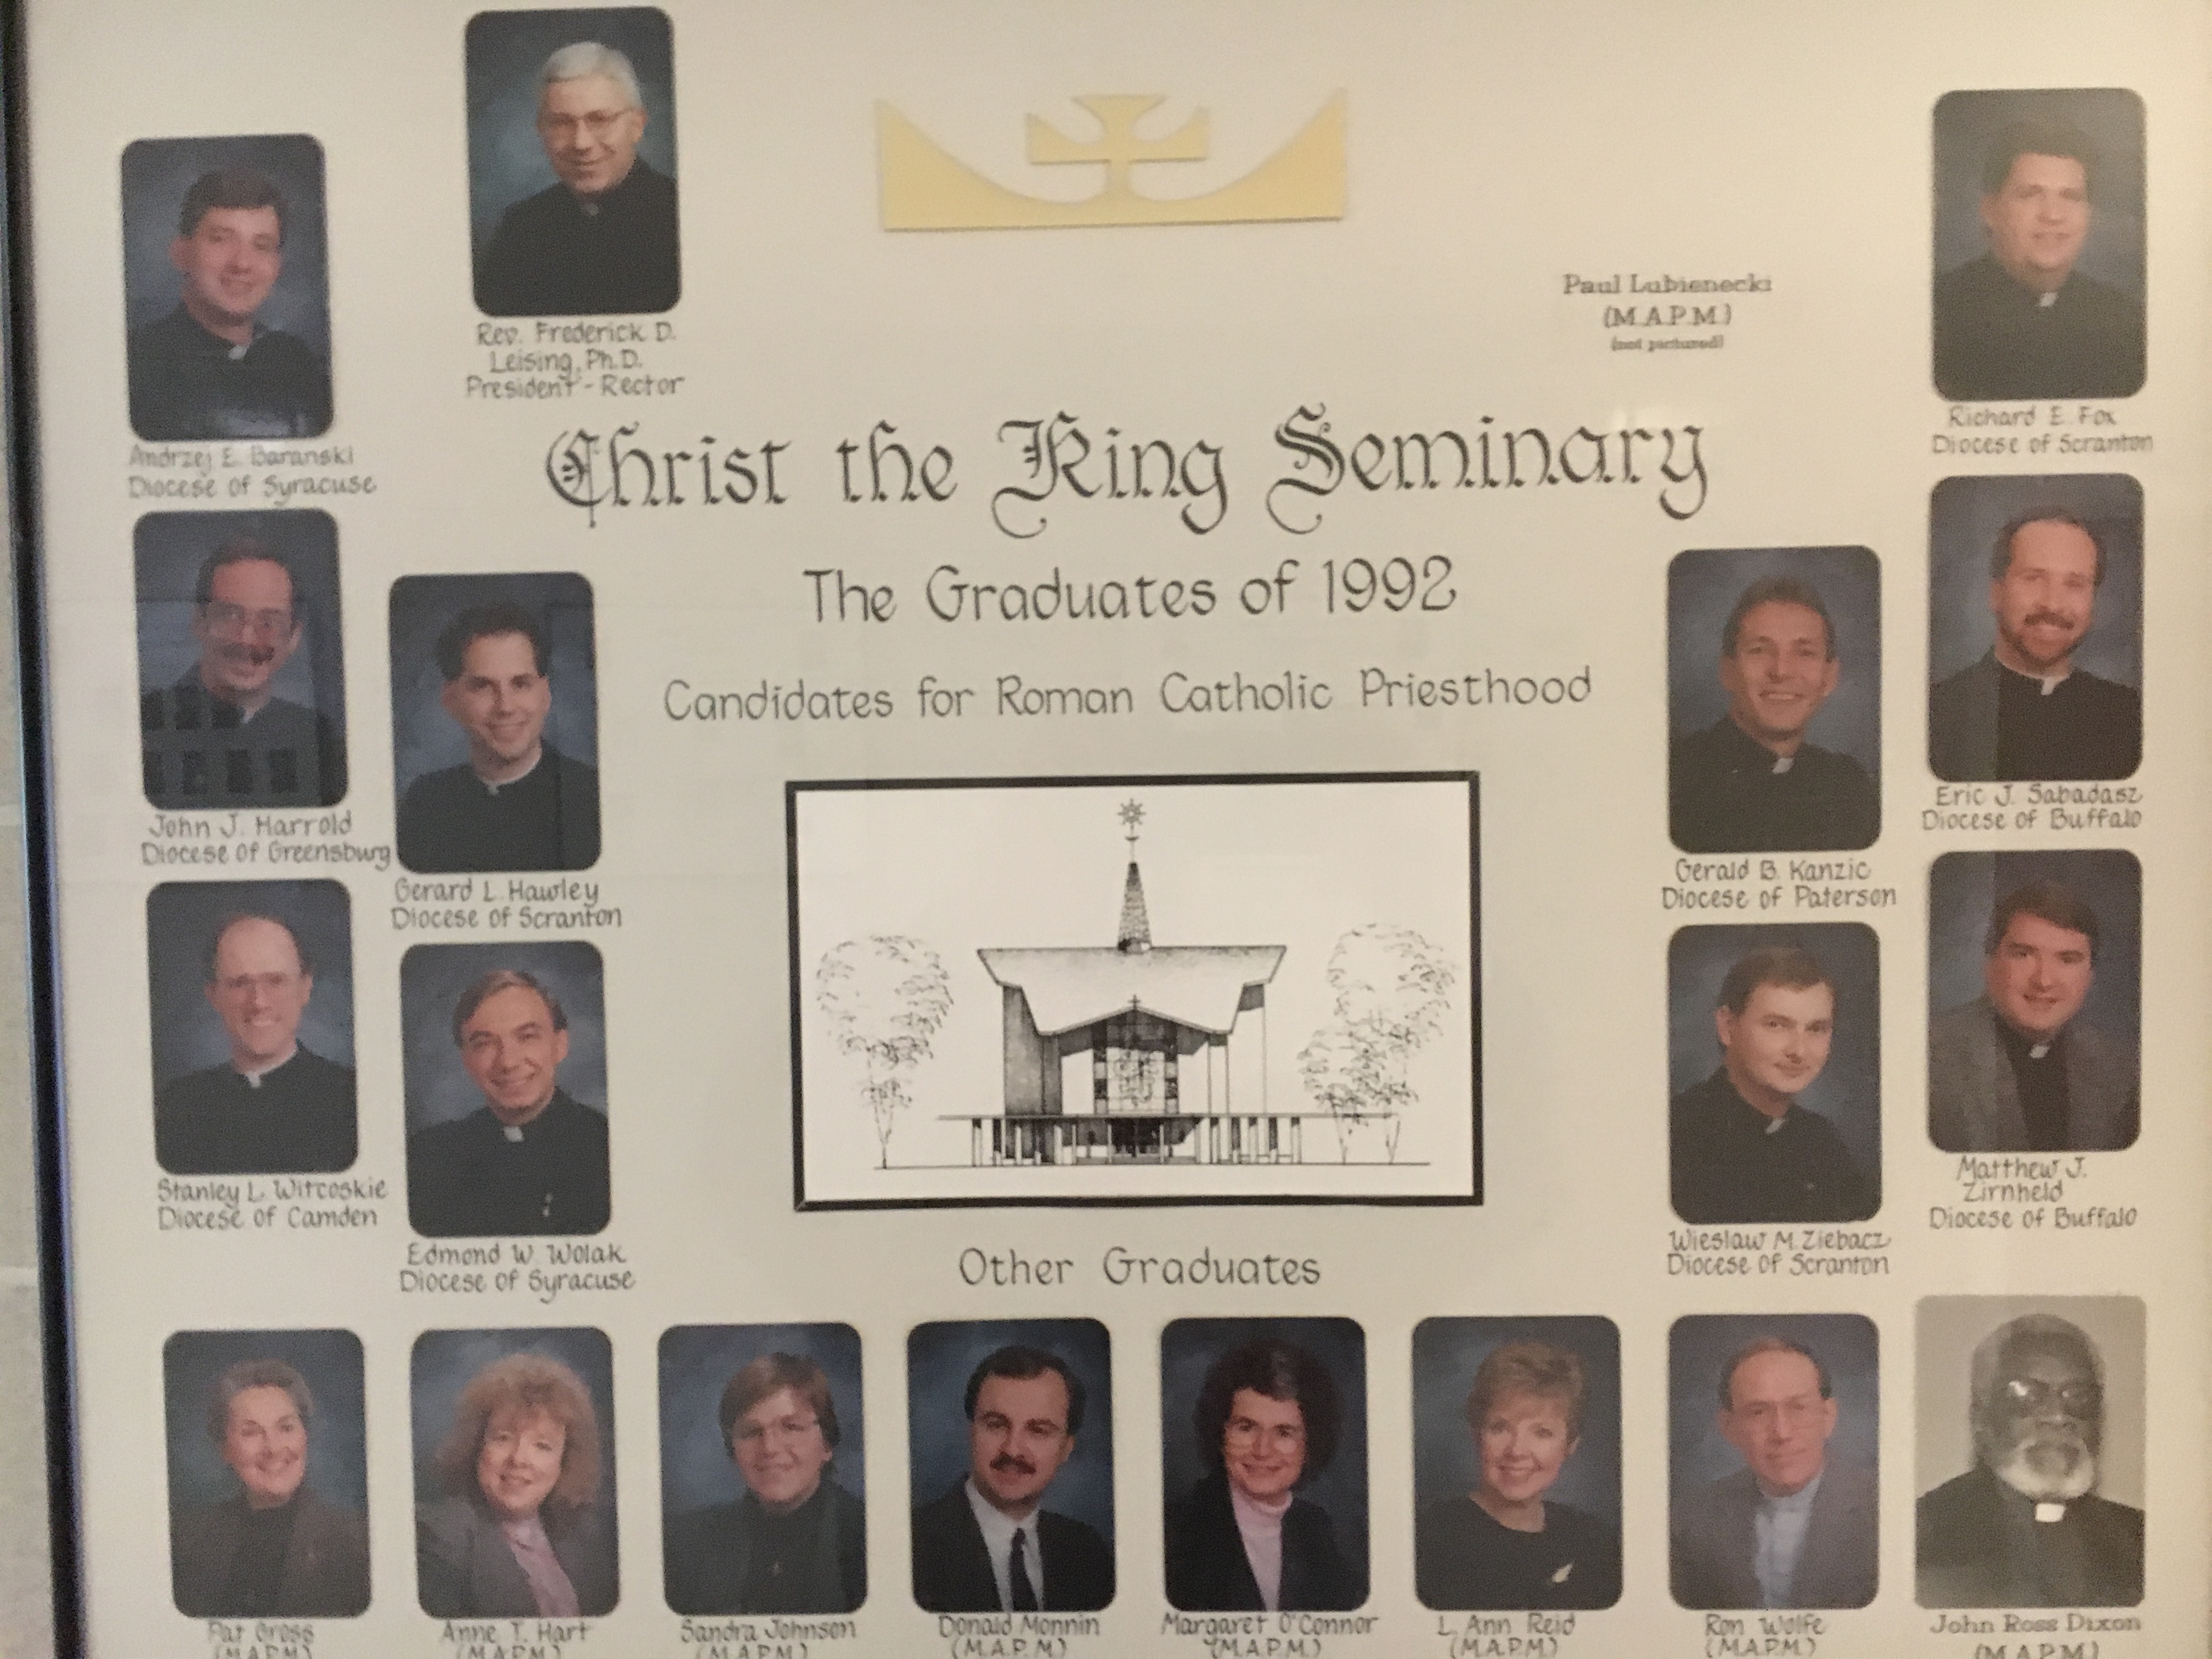 Rev. Frederick D.
Leising, Ph.D.
President - Rector
Paul Lubienecki
(M.A.P.M.)
(not pictured)
Andrzej E. Baranski
Diocese of Syracuse
Richard E. Fox
Diocese of Scranton
Christ the King Seminary
The Graduates of 1992
Candidates for Roman Catholic Priesthood
John J. Harrold
Diocese of Greensburg
Gerard L. Hawley
Diocese of Scranton
Gerald B. Kanzic
Diocese of Paterson
Eric J. Sabadasz
Diocese of Buffalo
Stanley L. Witcoskie
Diocese of Camden
Edmond W. Wolak
Diocese of Syracuse
Wieslaw M. Ziebacz
Diocese of Scranton
Matthew J.
Zirnheld
Diocese of Buffalo
Other Graduates
Pat Gross
(M.A.P.M.)
Anne T. Hart
(M.A.P.M.)
Sandra Johnson
(M.A.P.M.)
Donald Monnin
(M.A.P.M.)
Margaret O'Connor
(M.A.P.M.)
L. Ann Reid
(M.A.P.M.)
Ron Wolfe
(M.A.P.M.)
John Ross Dixon
(M.A.P.M.)